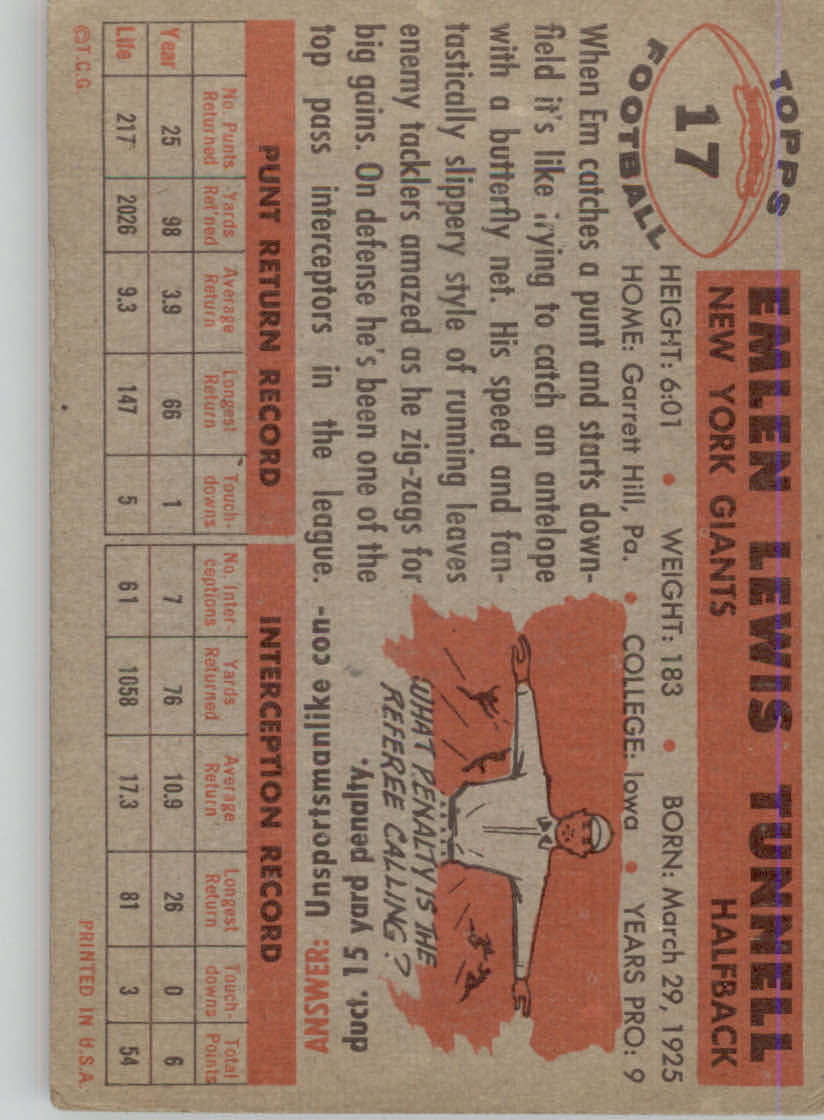 TOPPS
17
FOOTBALL
EMLEN LEWIS TUNNELL
NEW YORK GIANTS HALFBACK
HEIGHT: 6:01 • WEIGHT: 183 • BORN: March 29, 1925
HOME: Garrett Hill, Pa. • COLLEGE: Iowa • YEARS PRO: 9
When Em catches a punt and starts down-
field it's like trying to catch an antelope
with a butterfly net. His speed and fan-
tastically slippery style of running leaves
enemy tacklers amazed as he zig-zags for
big gains. On defense he's been one of the
top pass interceptors in the league.
WHAT PENALTY IS THE
REFEREE CALLING?
ANSWER: Unsportsmanlike con-
duct. 15 yard penalty.
PUNT RETURN RECORD
No. Punts Returned Yards Ret'ned Average Return Longest Return Touch-downs
Year 25 98 3.9 66 1
Life 217 2026 9.3 147 5
INTERCEPTION RECORD
No. Inter-ceptions Yards Returned Average Return Longest Return Touch-downs Total Points
7 76 10.9 26 0 6
61 1058 17.3 81 3 54
©T.C.G. PRINTED IN U.S.A.